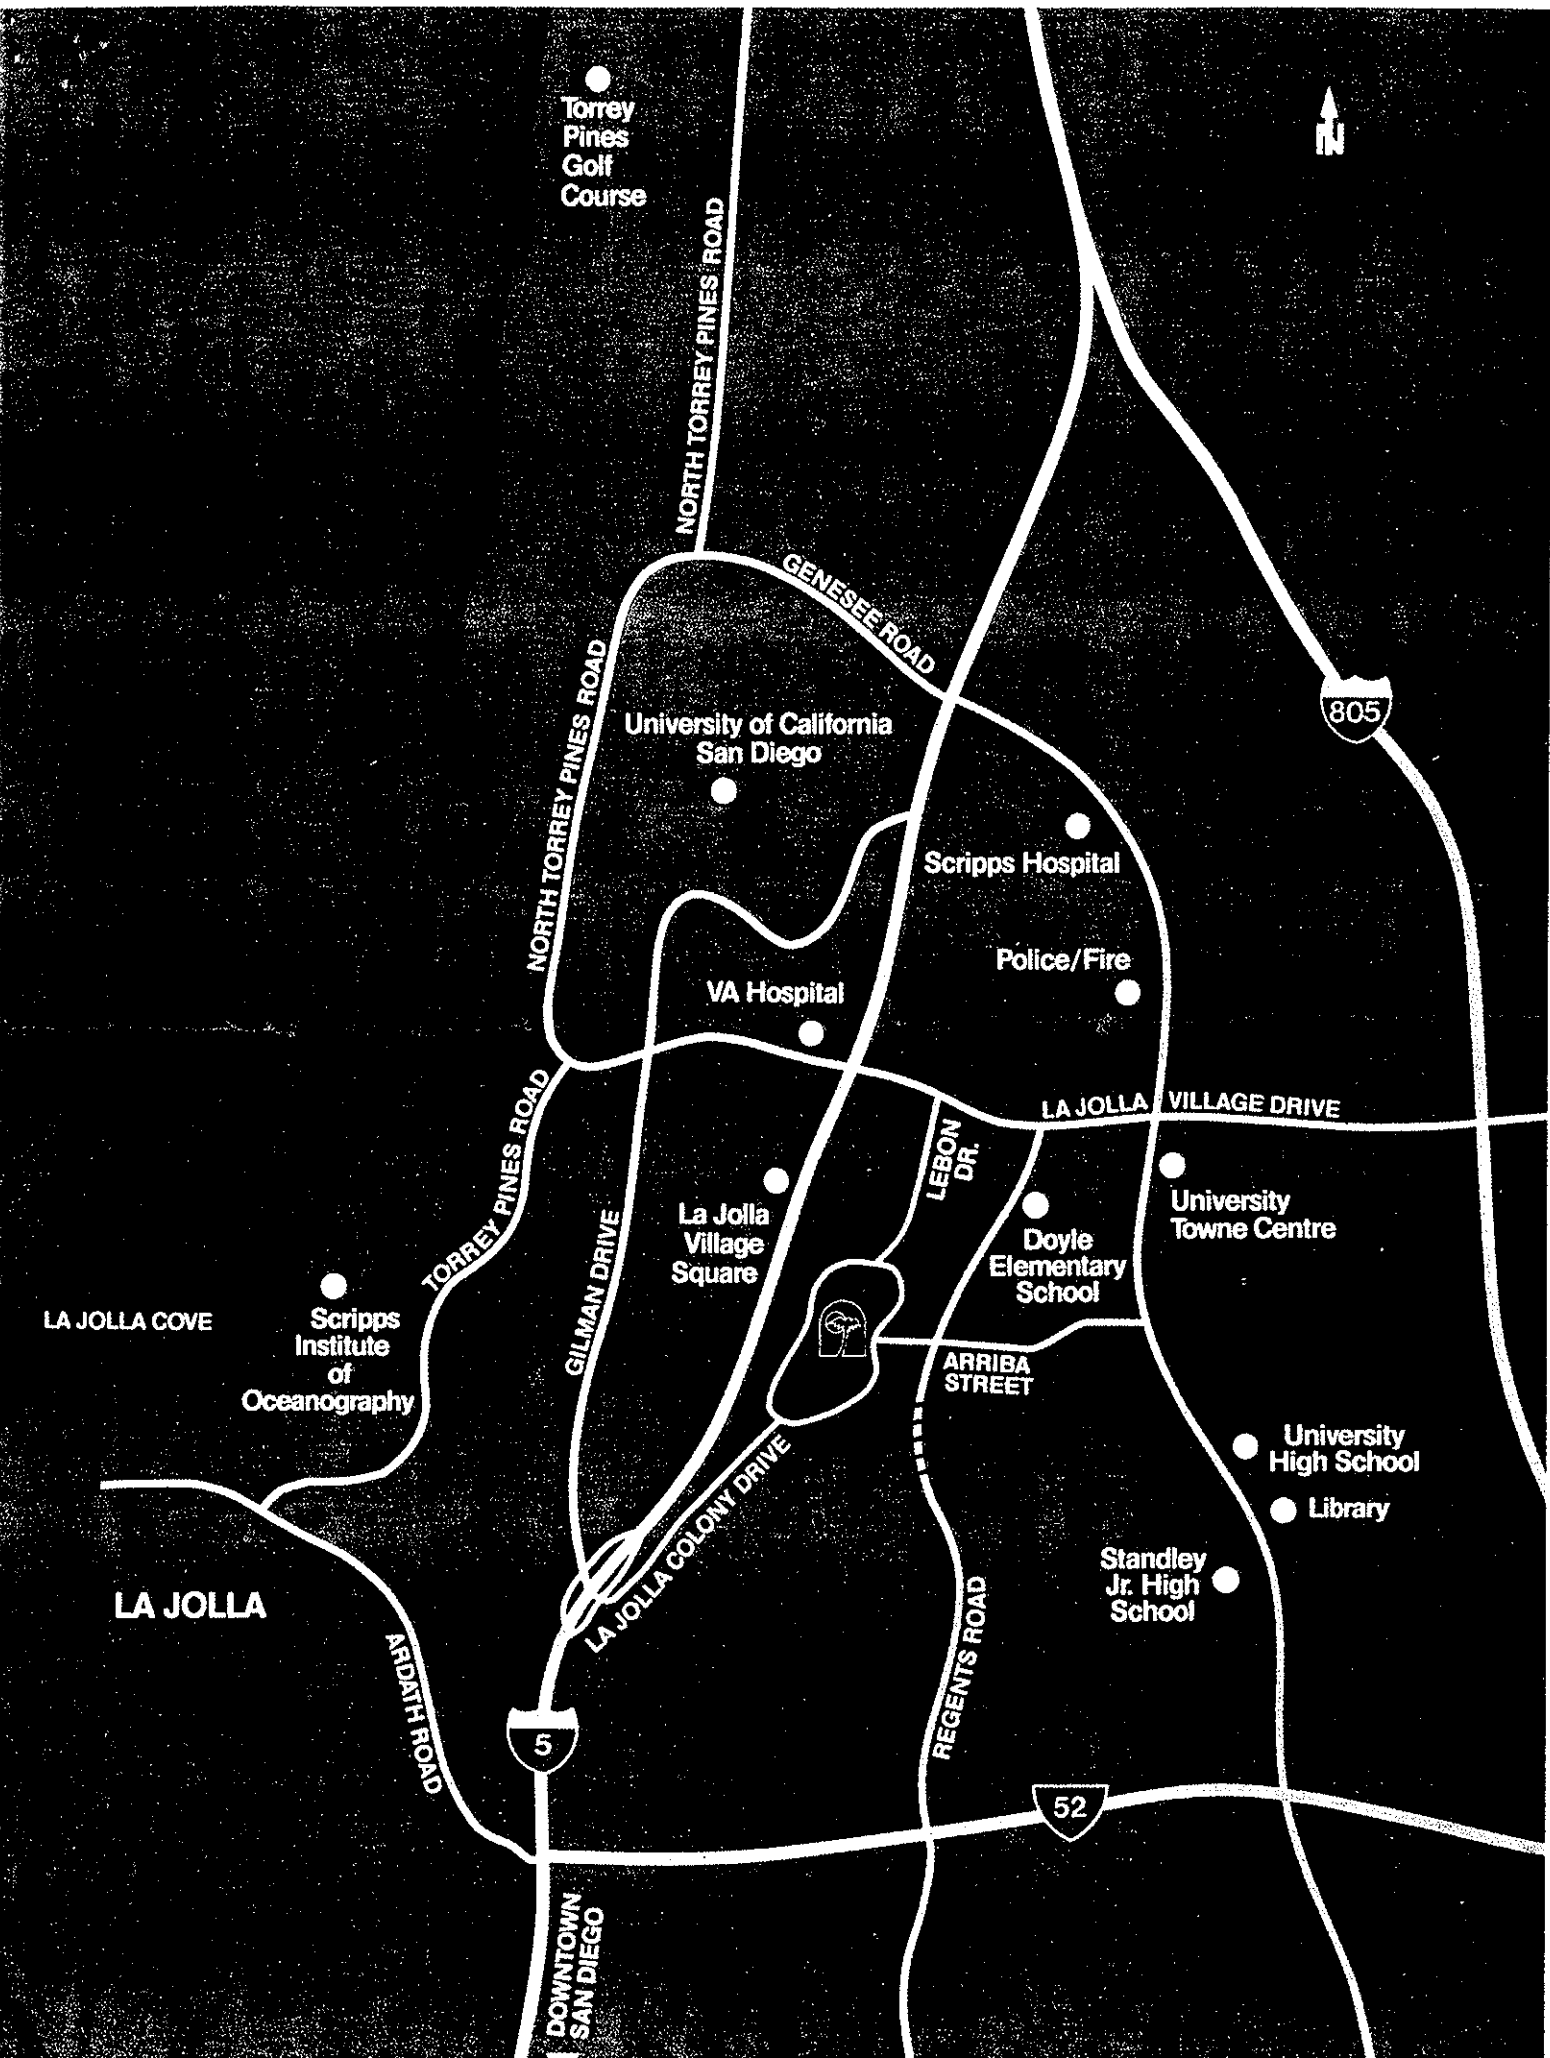 Torrey
Pines
Golf
Course
N
NORTH TORREY PINES ROAD
GENESEE ROAD
NORTH TORREY PINES ROAD
805
University of California
San Diego
Scripps Hospital
Police/Fire
VA Hospital
LA JOLLA VILLAGE DRIVE
LEBON
DR.
TORREY PINES ROAD
University
Towne Centre
La Jolla
Village
Square
GILMAN DRIVE
Doyle
Elementary
School
LA JOLLA COVE
Scripps
Institute
of
Oceanography
ARRIBA
STREET
University
High School
Library
LA JOLLA COLONY DRIVE
Standley
Jr. High
School
LA JOLLA
ARDATH ROAD
REGENTS ROAD
5
52
DOWNTOWN
SAN DIEGO